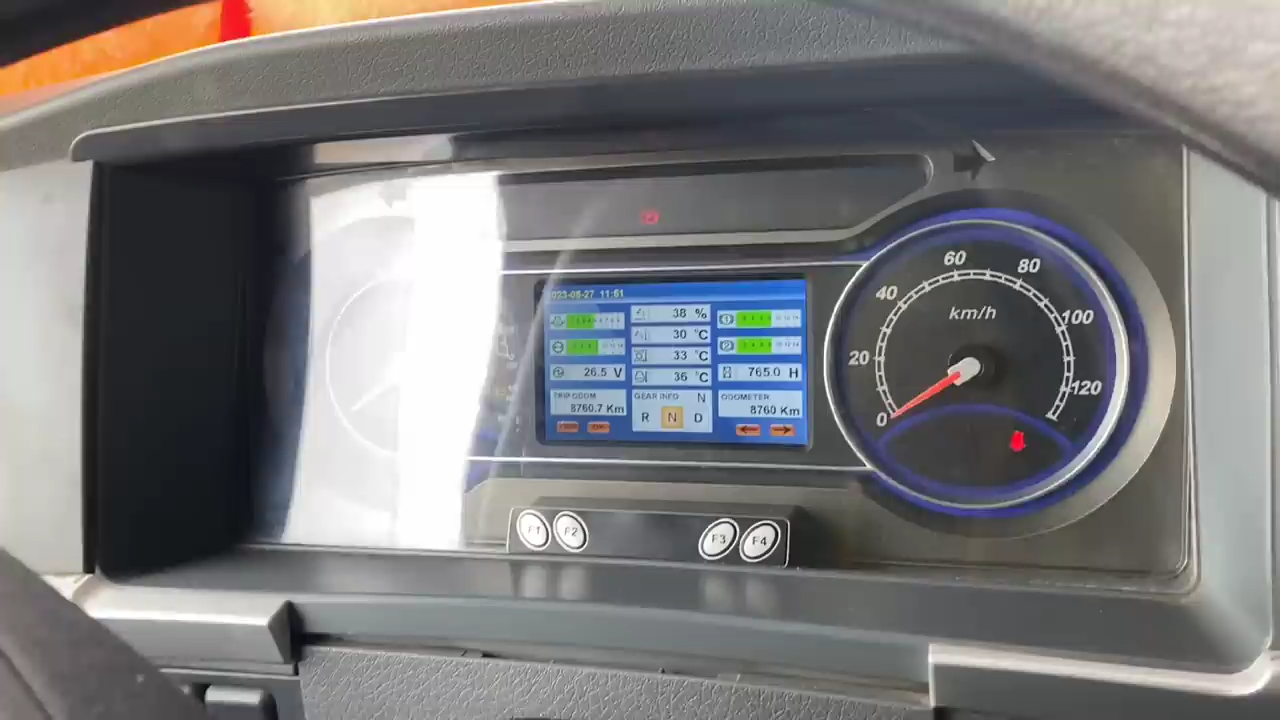 023-05-27 11:51
38 %
30 °C
33 °C
26.5 V
36 °C
765.0 H
TRIP ODOM
8760.7 Km
GEAR INFO N
R N D
ODOMETER
8760 Km
0
20
40
60
80
100
120
km/h
F1
F2
F3
F4